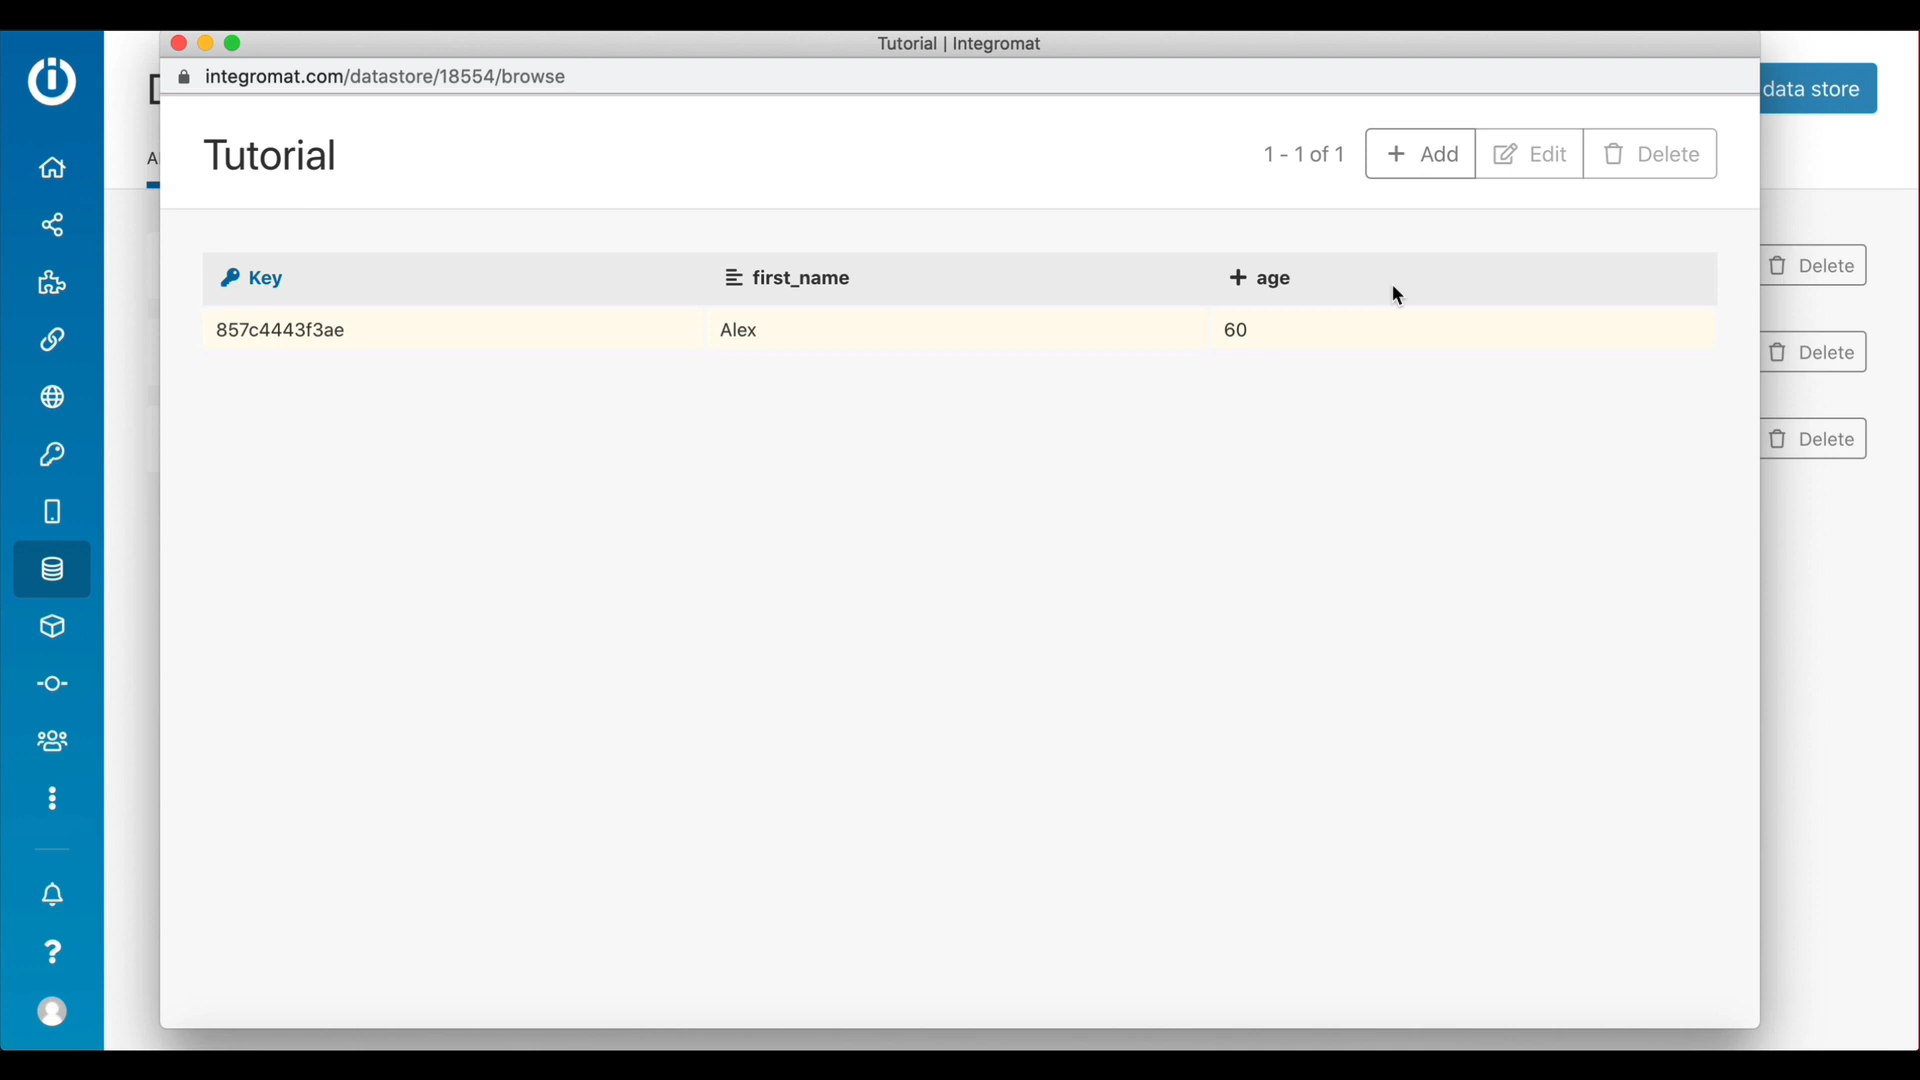 Tutorial | Integromat
integromat.com/datastore/18554/browse
data store
Tutorial
1 - 1 of 1
Add
Edit
Delete
Key
first_name
age
857c4443f3ae
Alex
60
Delete
Delete
Delete